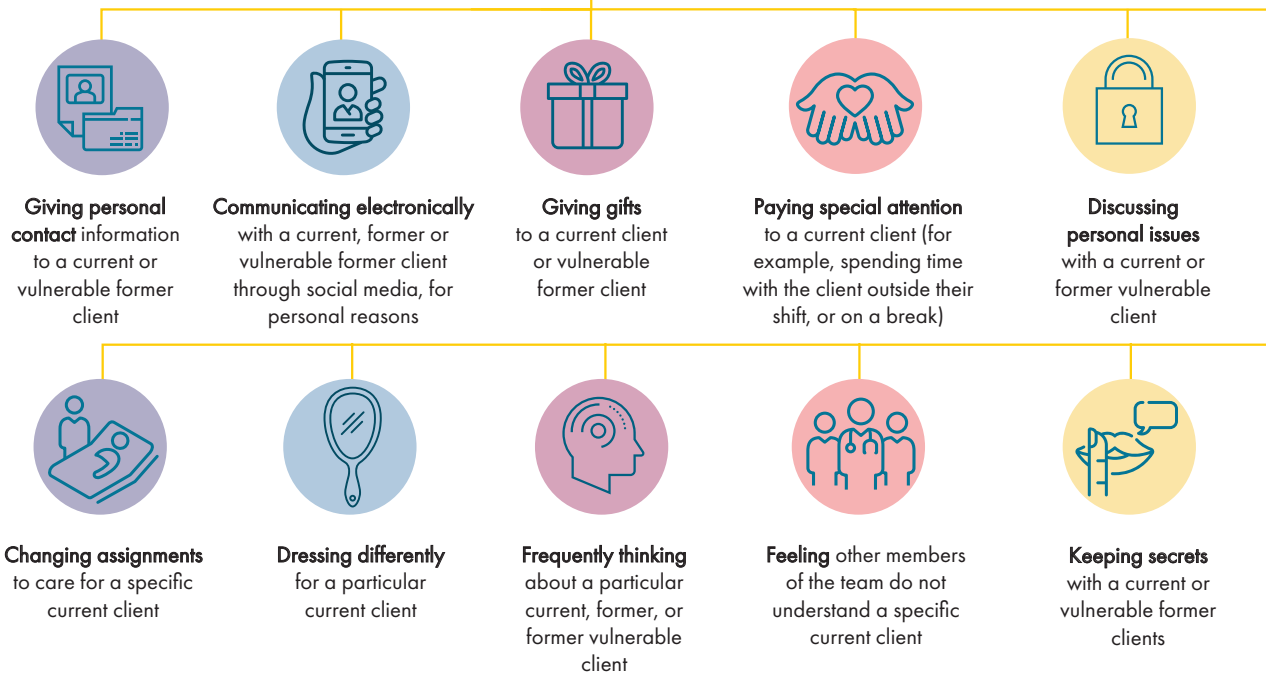 Giving personal
contact information
to a current or
vulnerable former
client
Communicating electronically
with a current, former or
vulnerable former client
through social media, for
personal reasons
Giving gifts
to a current client
or vulnerable
former client
Paying special attention
to a current client (for
example, spending time
with the client outside their
shift, or on a break)
Discussing
personal issues
with a current or
former vulnerable
client
Changing assignments
to care for a specific
current client
Dressing differently
for a particular
current client
Frequently thinking
about a particular
current, former, or
former vulnerable
client
Feeling other members
of the team do not
understand a specific
current client
Keeping secrets
with a current or
vulnerable former
clients